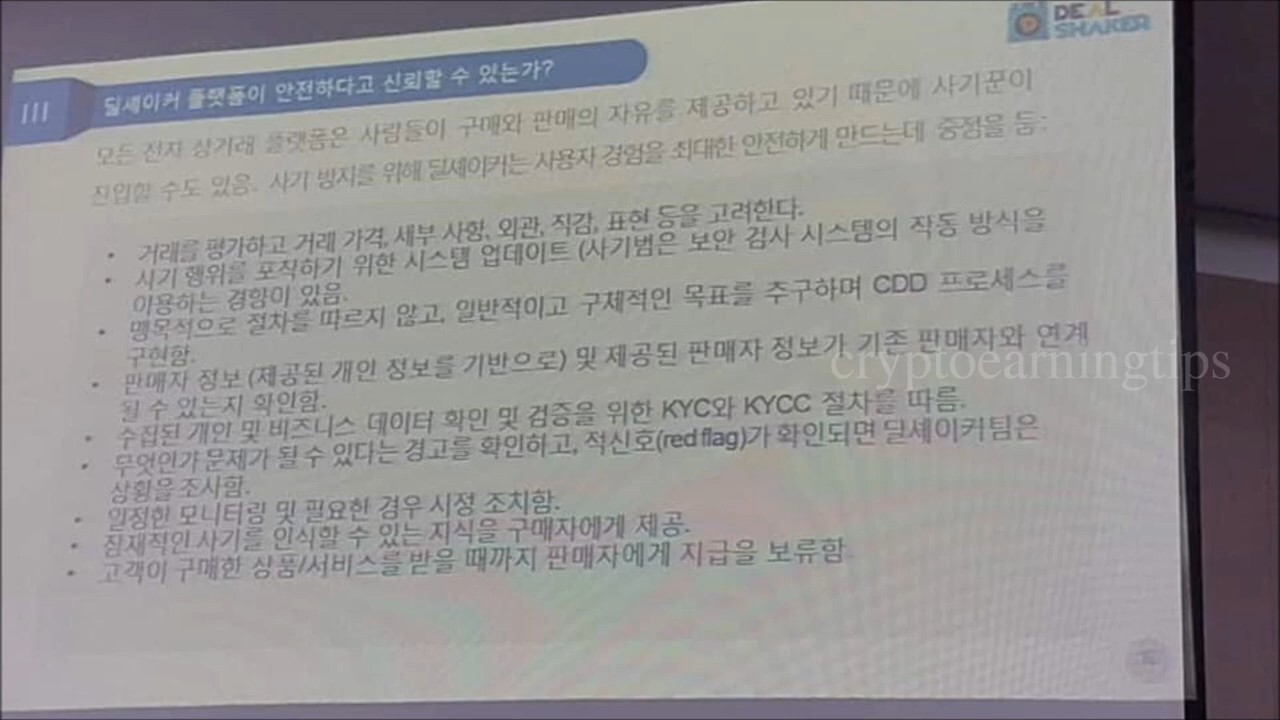 DEAL
SHAKER
III
딜세이커 플랫폼이 안전하다고 신뢰할 수 있는가?
모든 전자 상거래 플랫폼은 사람들이 구매와 판매의 자유를 제공하고 있기 때문에 사기꾼이
진입할 수도 있음. 사기 방지를 위해 딜세이커는 사용자 경험을 최대한 안전하게 만드는데 중점을 둠:
• 거래를 평가하고 거래 가격, 세부 사항, 외관, 직감, 표현 등을 고려한다.
• 사기 행위를 포착하기 위한 시스템 업데이트 (사기범은 보안 검사 시스템의 작동 방식을
이용하는 경향이 있음.
• 맹목적으로 절차를 따르지 않고, 일반적이고 구체적인 목표를 추구하며 CDD 프로세스를
구현함.
• 판매자 정보 (제공된 개인 정보를 기반으로) 및 제공된 판매자 정보가 기존 판매자와 연계
될 수 있는지 확인함.
• 수집된 개인 및 비즈니스 데이터 확인 및 검증을 위한 KYC와 KYCC 절차를 따름.
• 무엇인가 문제가 될 수 있다는 경고를 확인하고, 적신호(red flag)가 확인되면 딜세이커팀은
상황을 조사함.
• 일정한 모니터링 및 필요한 경우 시정 조치함.
• 잠재적인 사기를 인식할 수 있는 지식을 구매자에게 제공.
• 고객이 구매한 상품/서비스를 받을 때까지 판매자에게 지급을 보류함
cryptoearningtips